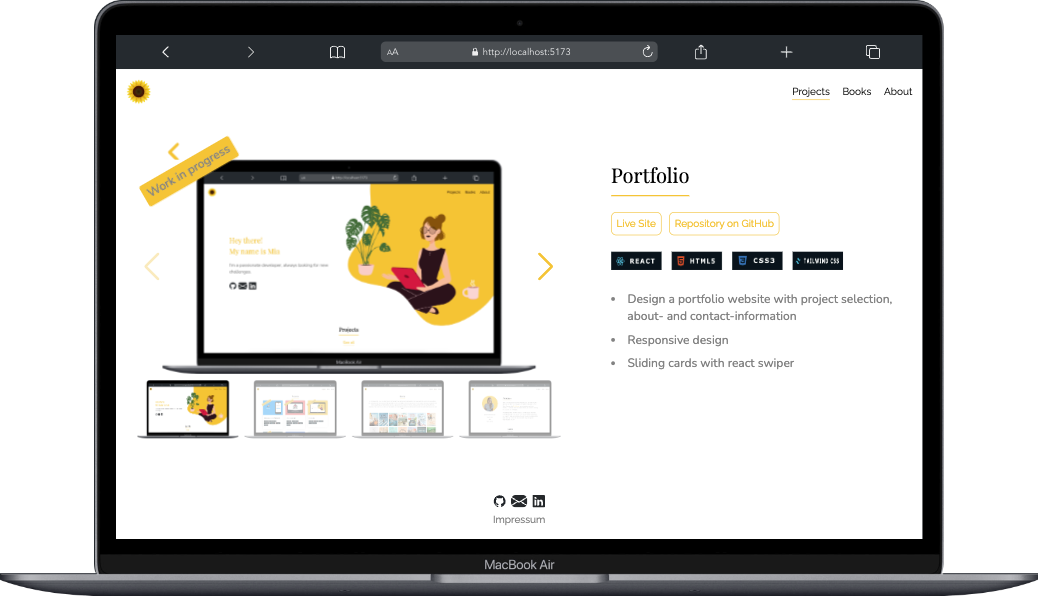 AA http://localhost:5173
Projects Books About
Work in progress
Projects Books About
Hey there!
My name is Mia
I'm a passionate developer, always looking for new
challenges.
Projects
MacBook Air
Portfolio
Live Site Repository on GitHub
REACT HTML5 CSS3 TAILWIND CSS
Design a portfolio website with project selection,
about- and contact-information
Responsive design
Sliding cards with react swiper
Impressum
MacBook Air